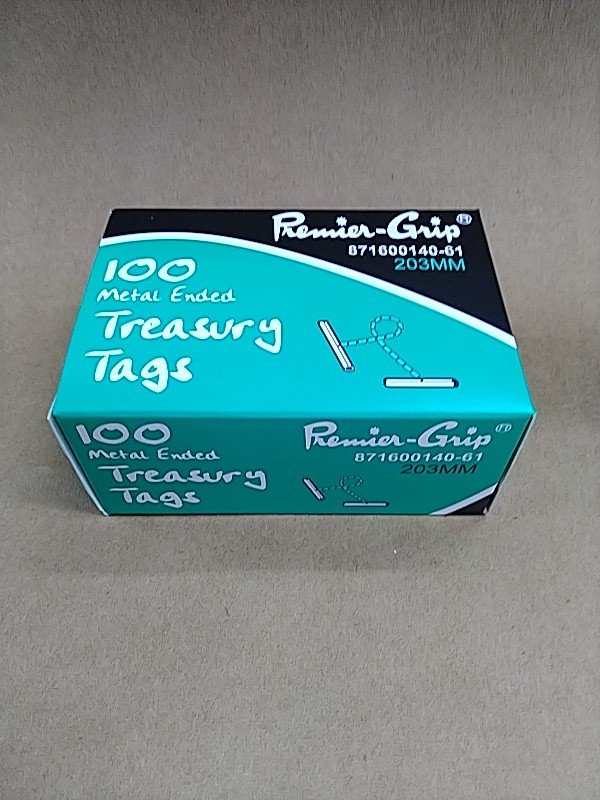 Premier-Grip®
871600140-61
203MM
100
Metal Ended
Treasury
Tags
100
Metal Ended
Treasury
Tags
Premier-Grip®
871600140-61
203MM